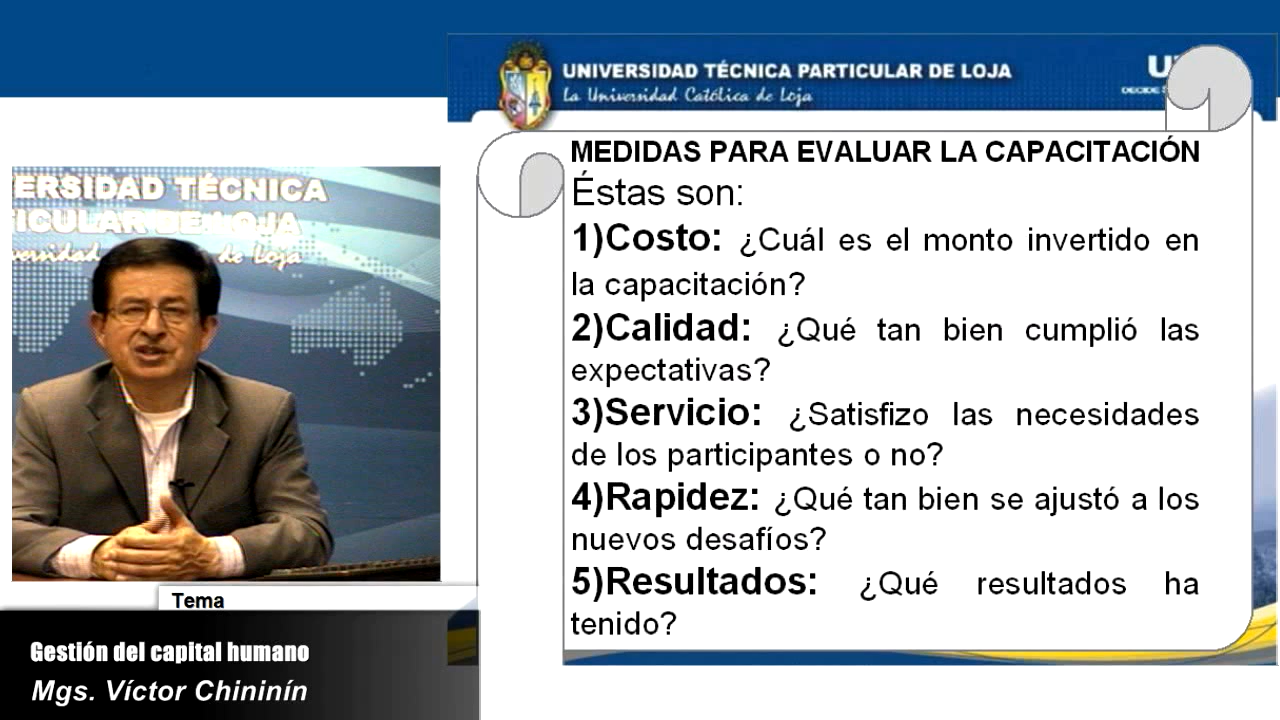 UNIVERSIDAD TÉCNICA PARTICULAR DE LOJA
La Universidad Católica de Loja
MEDIDAS PARA EVALUAR LA CAPACITACIÓN
Éstas son:
1)Costo: ¿Cuál es el monto invertido en
la capacitación?
2)Calidad: ¿Qué tan bien cumplió las
expectativas?
3)Servicio: ¿Satisfizo las necesidades
de los participantes o no?
4)Rapidez: ¿Qué tan bien se ajustó a los
nuevos desafíos?
5)Resultados: ¿Qué resultados ha
tenido?
ERSIDAD TÉCNICA
TICULAR DE LOJA
de Loja
Tema
Gestión del capital humano
Mgs. Víctor Chininín